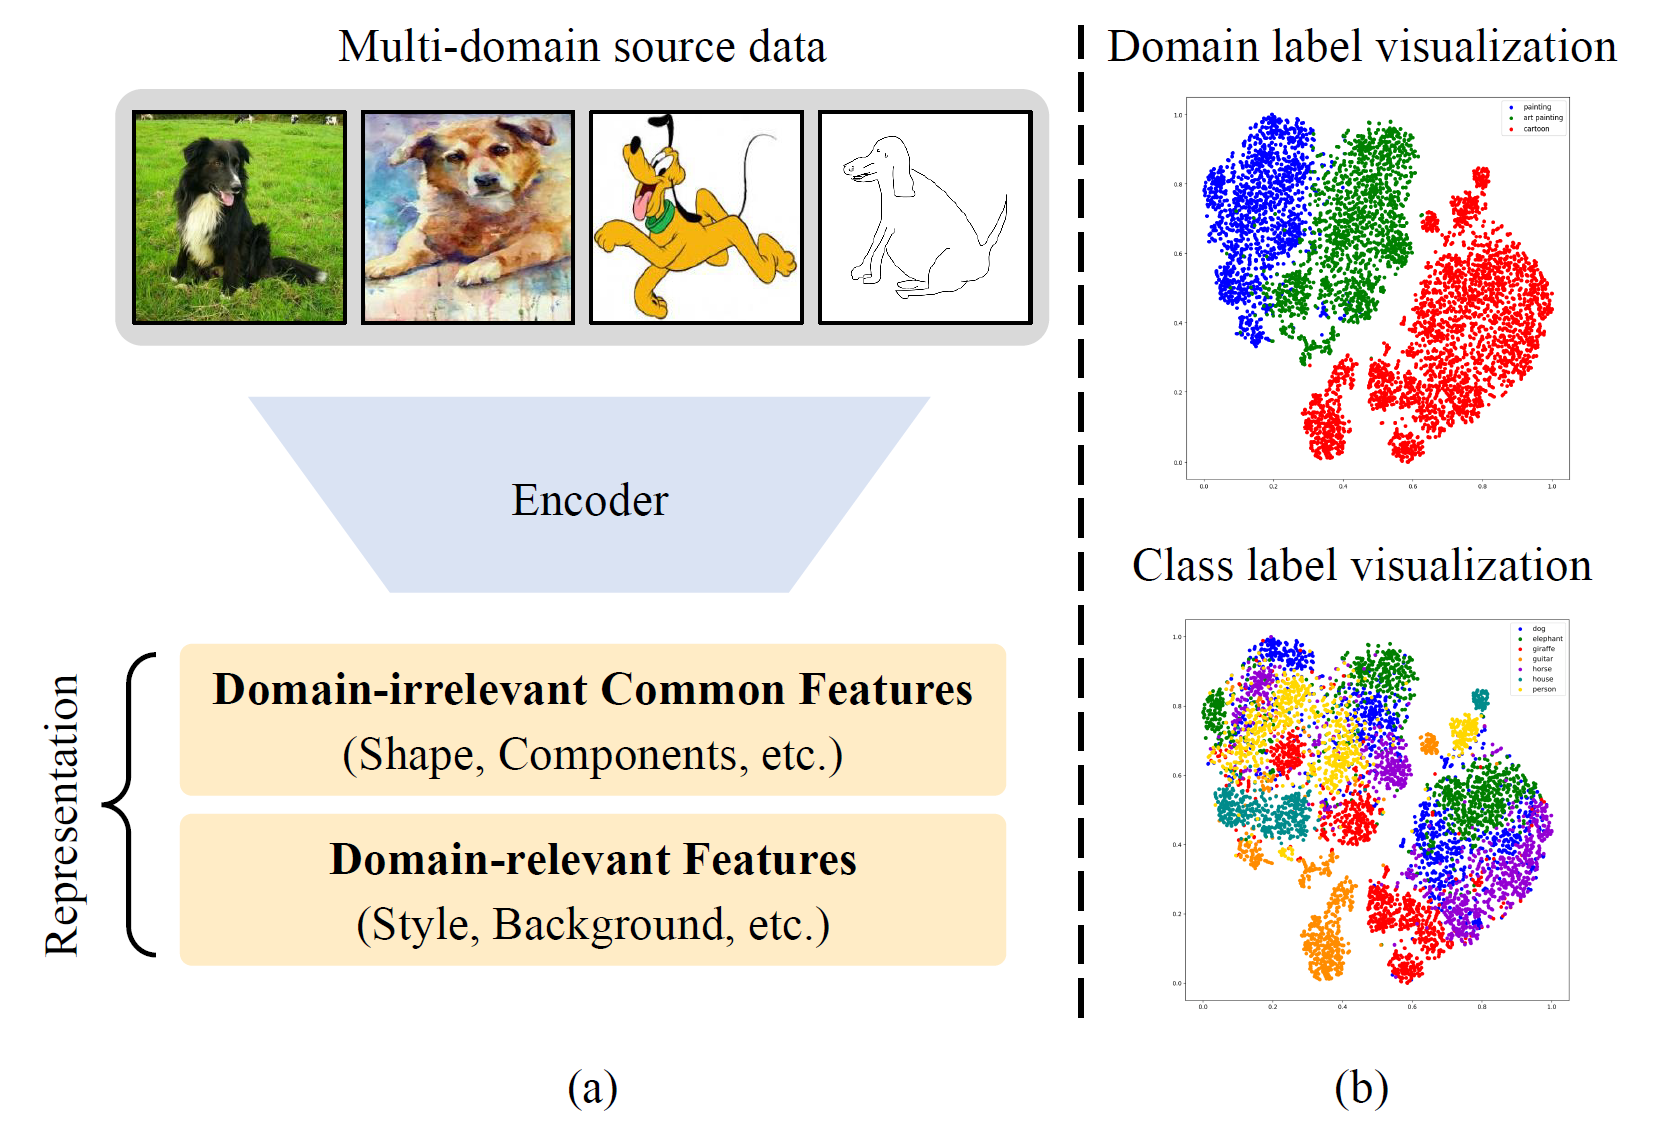 Multi-domain source data
Encoder
Representation
Domain-irrelevant Common Features
(Shape, Components, etc.)
Domain-relevant Features
(Style, Background, etc.)
(a)
Domain label visualization
painting
art painting
cartoon
1.0
0.8
0.6
0.4
0.2
0.0
0.0 0.2 0.4 0.6 0.8 1.0
Class label visualization
dog
elephant
giraffe
guitar
horse
house
person
1.0
0.8
0.6
0.4
0.2
0.0
0.0 0.2 0.4 0.6 0.8 1.0
(b)